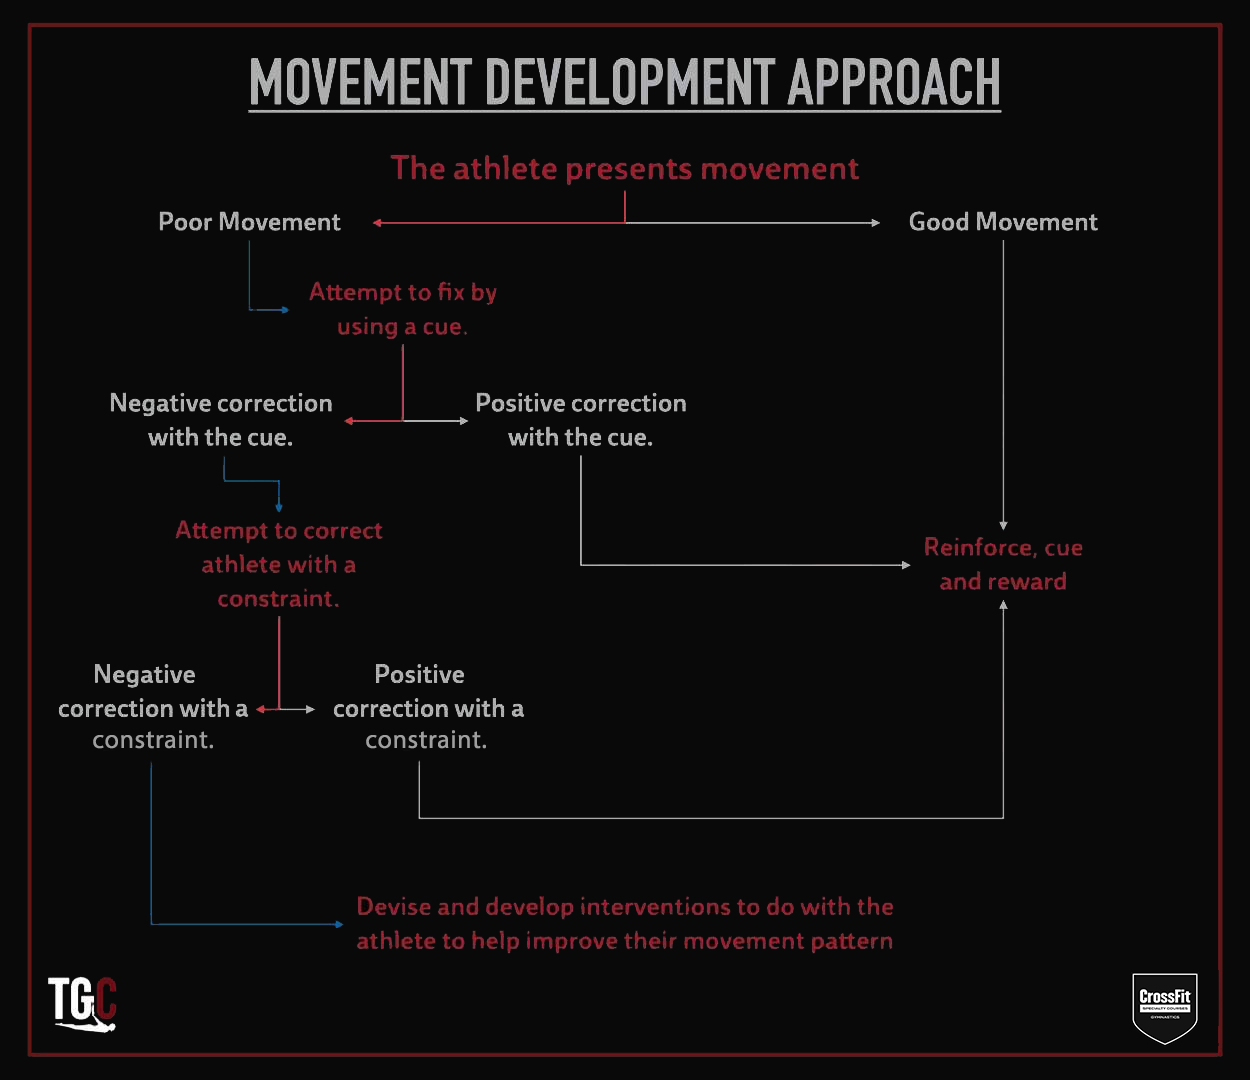 MOVEMENT DEVELOPMENT APPROACH
The athlete presents movement
Poor Movement
Good Movement
Attempt to fix by
using a cue.
Negative correction
with the cue.
Positive correction
with the cue.
Attempt to correct
athlete with a
constraint.
Reinforce, cue
and reward
Negative
correction with a
constraint.
Positive
correction with a
constraint.
Devise and develop interventions to do with the
athlete to help improve their movement pattern
TGC
CrossFit
SPECIALTY COURSES
GYMNASTICS